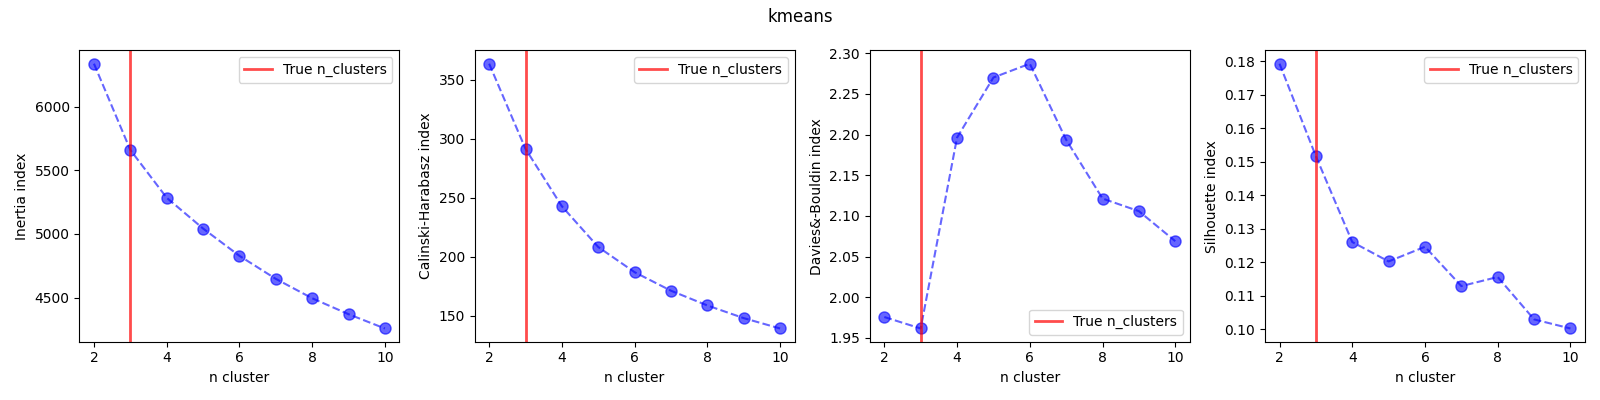 kmeans
Inertia index
6000
5500
5000
4500
2 4 6 8 10
n cluster
True n_clusters
Calinski-Harabasz index
350
300
250
200
150
2 4 6 8 10
n cluster
True n_clusters
Davies&-Bouldin index
2.30
2.25
2.20
2.15
2.10
2.05
2.00
1.95
2 4 6 8 10
n cluster
True n_clusters
Silhouette index
0.18
0.17
0.16
0.15
0.14
0.13
0.12
0.11
0.10
2 4 6 8 10
n cluster
True n_clusters